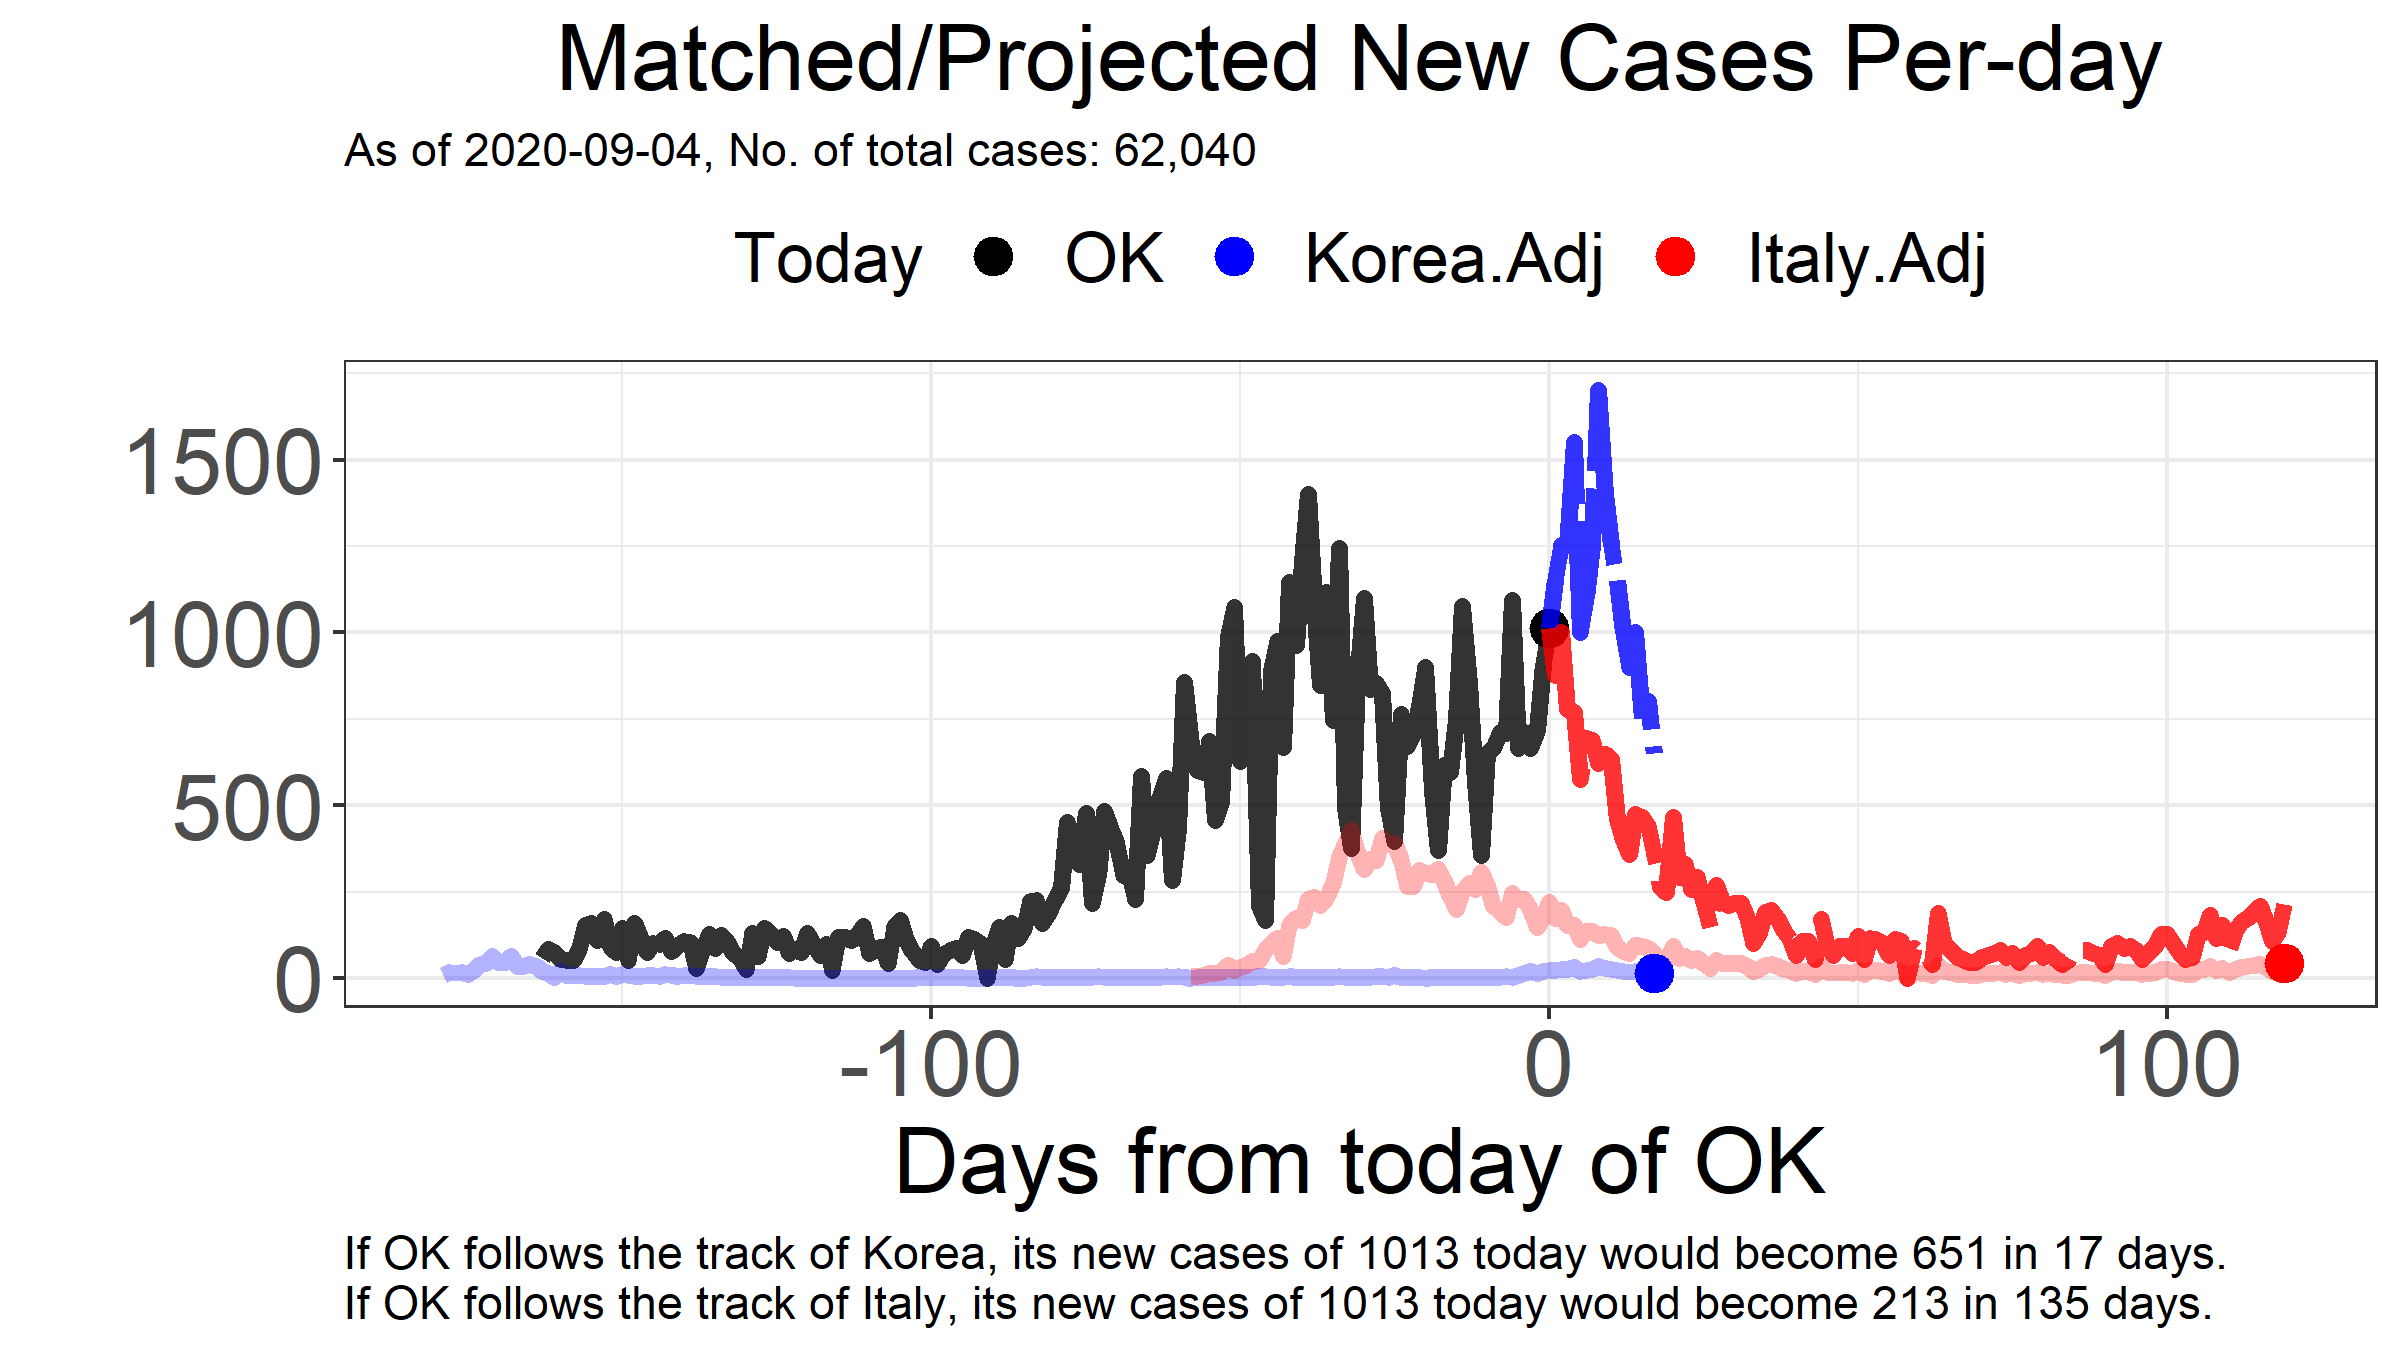 Matched/Projected New Cases Per-day
As of 2020-09-04, No. of total cases: 62,040
Today OK Korea.Adj Italy.Adj
1500
1000
500
0
-100 0 100
Days from today of OK
If OK follows the track of Korea, its new cases of 1013 today would become 651 in 17 days.
If OK follows the track of Italy, its new cases of 1013 today would become 213 in 135 days.